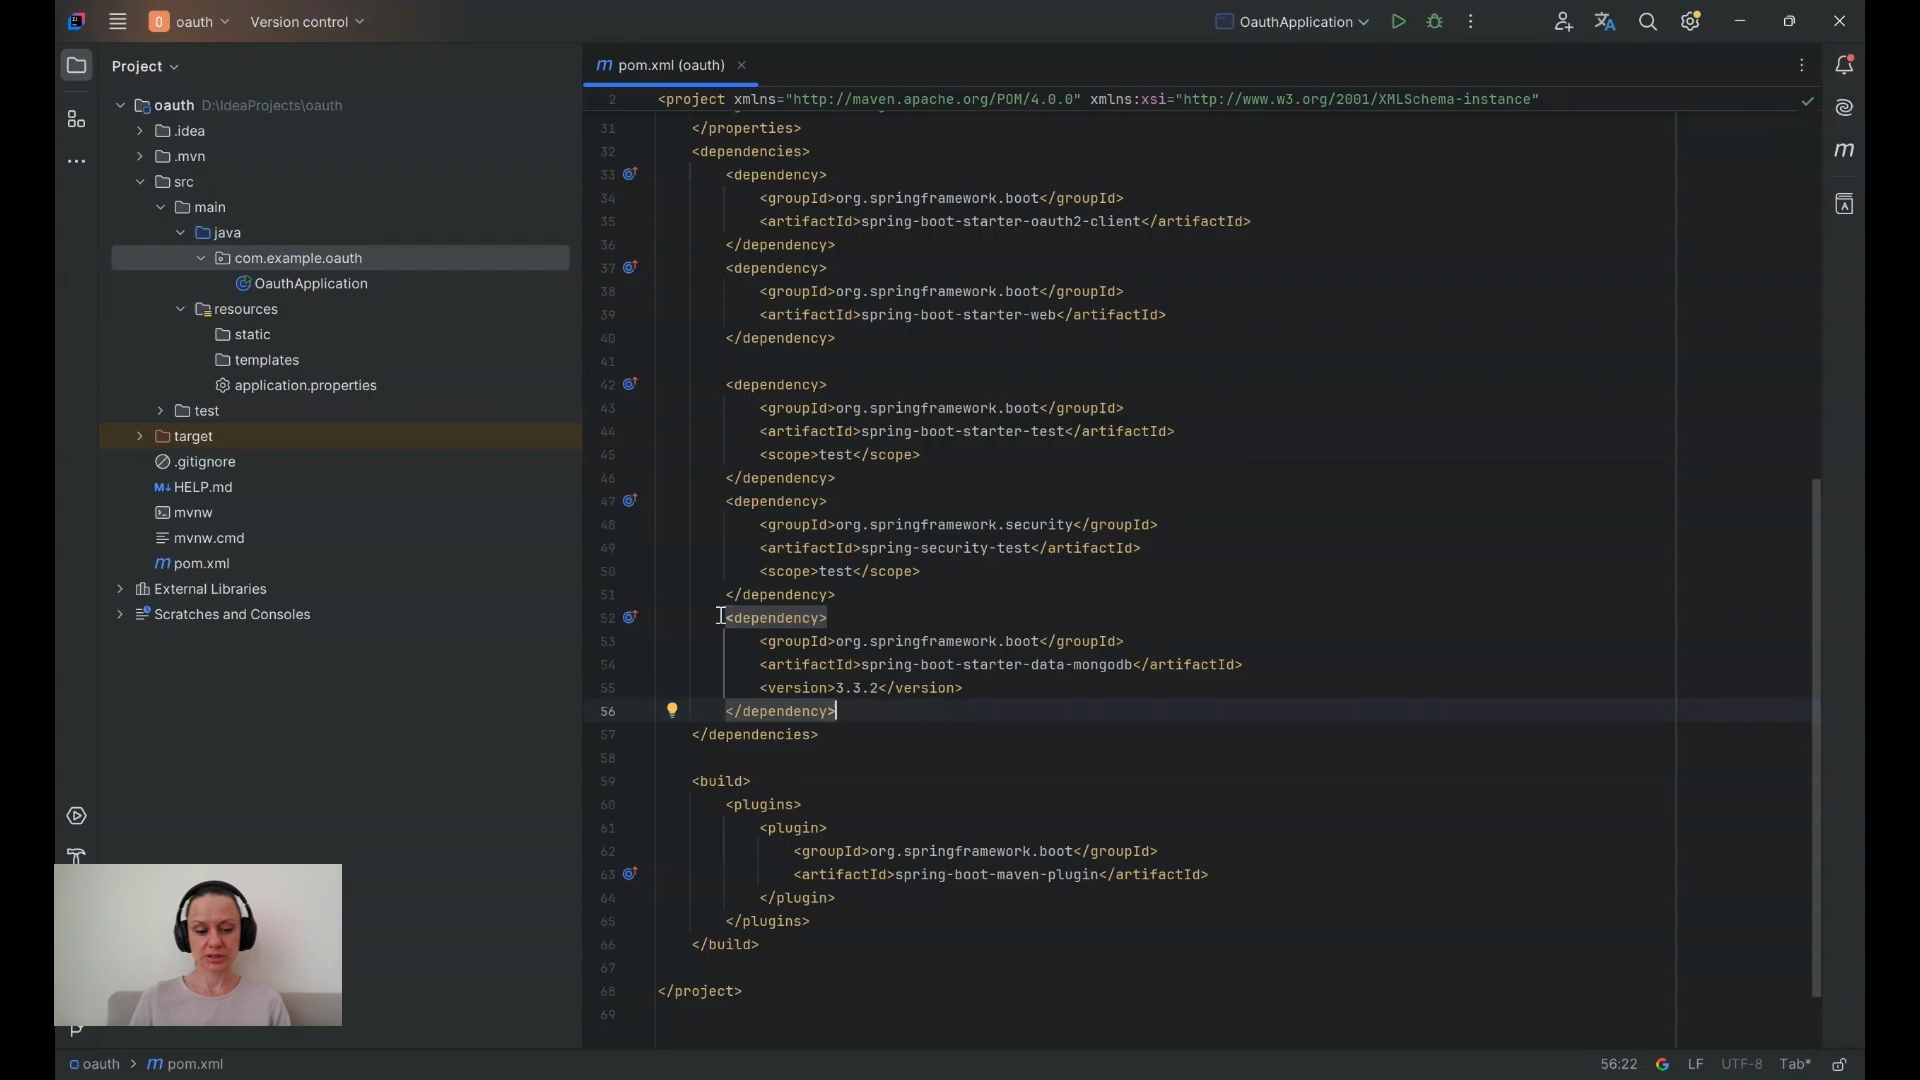 O oauth
Version control
OauthApplication
Project
oauth D:\IdeaProjects\oauth
.idea
.mvn
src
main
java
com.example.oauth
OauthApplication
resources
static
templates
application.properties
test
target
.gitignore
M↓ HELP.md
mvnw
mvnw.cmd
m pom.xml
External Libraries
Scratches and Consoles
m pom.xml (oauth)
2 <project xmlns="http://maven.apache.org/POM/4.0.0" xmlns:xsi="http://www.w3.org/2001/XMLSchema-instance"
31 </properties>
32 <dependencies>
33 <dependency>
34 <groupId>org.springframework.boot</groupId>
35 <artifactId>spring-boot-starter-oauth2-client</artifactId>
36 </dependency>
37 <dependency>
38 <groupId>org.springframework.boot</groupId>
39 <artifactId>spring-boot-starter-web</artifactId>
40 </dependency>
41
42 <dependency>
43 <groupId>org.springframework.boot</groupId>
44 <artifactId>spring-boot-starter-test</artifactId>
45 <scope>test</scope>
46 </dependency>
47 <dependency>
48 <groupId>org.springframework.security</groupId>
49 <artifactId>spring-security-test</artifactId>
50 <scope>test</scope>
51 </dependency>
52 <dependency>
53 <groupId>org.springframework.boot</groupId>
54 <artifactId>spring-boot-starter-data-mongodb</artifactId>
55 <version>3.3.2</version>
56 </dependency>
57 </dependencies>
58
59 <build>
60 <plugins>
61 <plugin>
62 <groupId>org.springframework.boot</groupId>
63 <artifactId>spring-boot-maven-plugin</artifactId>
64 </plugin>
65 </plugins>
66 </build>
67
68 </project>
69
m
oauth > m pom.xml
56:22 G LF UTF-8 Tab*